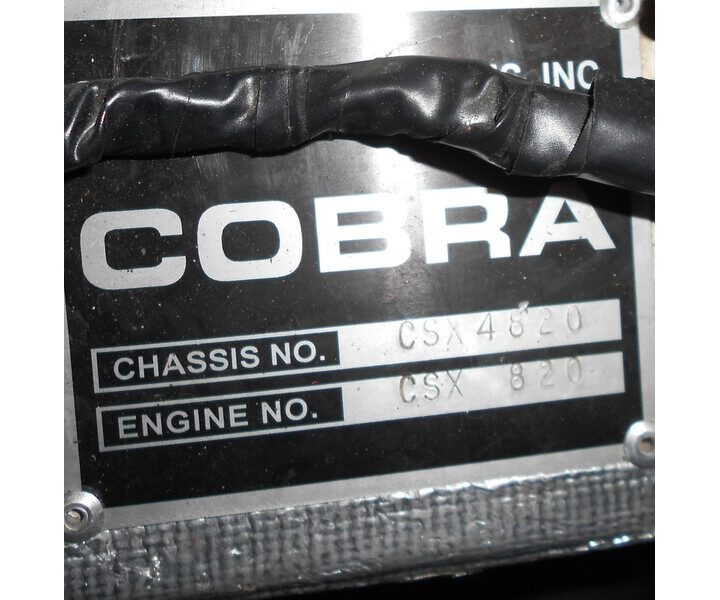 INC.
COBRA
CHASSIS NO. CSX4820
ENGINE NO. CSX 820